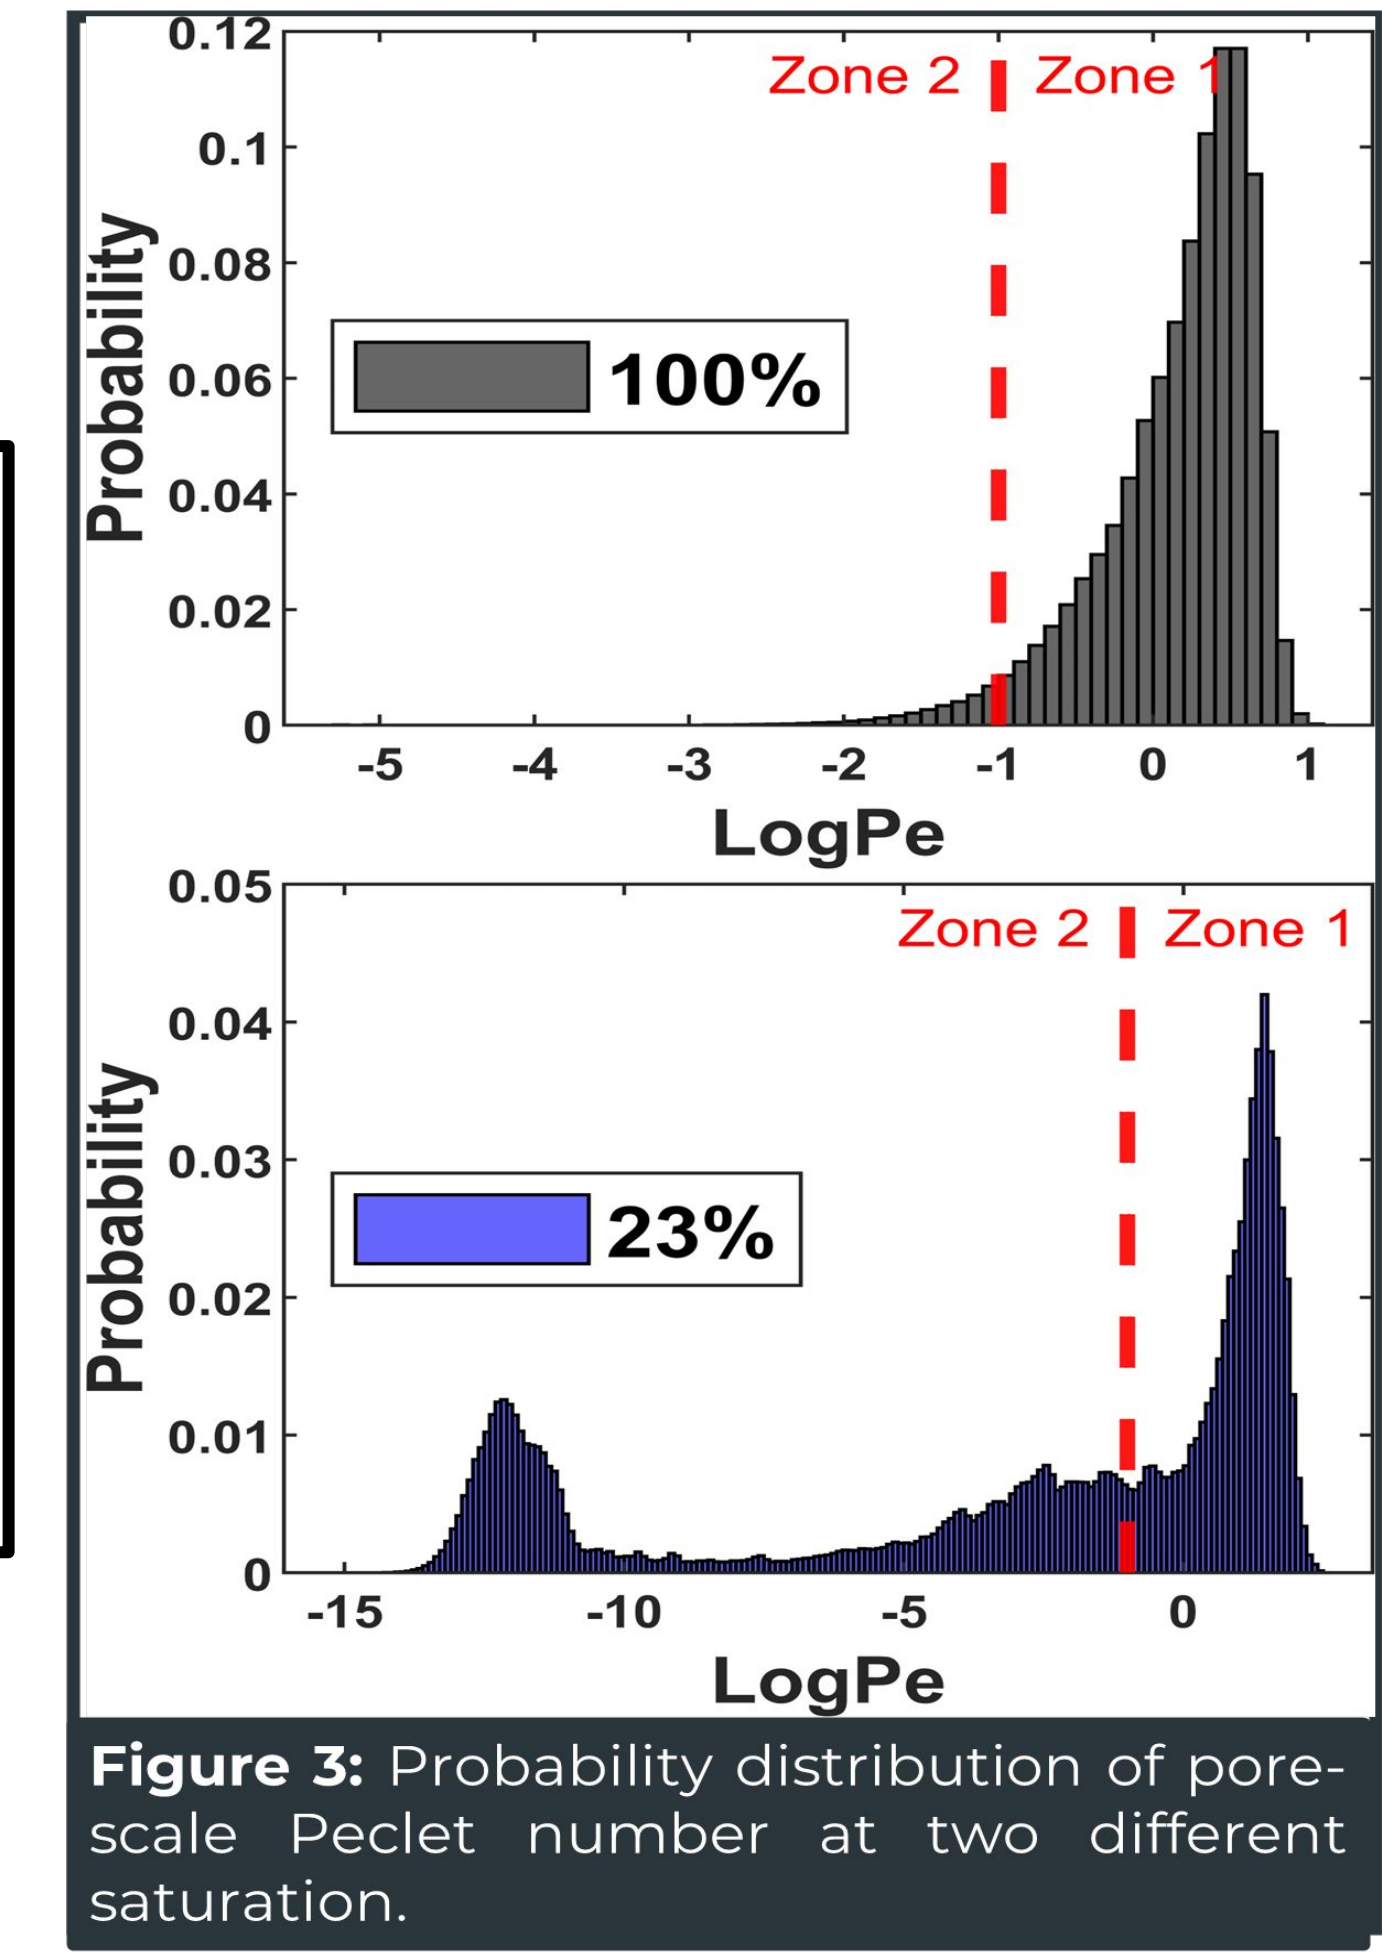 0.12
Zone 2 Zone 1
0.1
0.08
0.06
0.04
0.02
0
Probability
100%
-5 -4 -3 -2 -1 0 1
LogPe
0.05
Zone 2 Zone 1
0.04
0.03
0.02
0.01
0
Probability
23%
-15 -10 -5 0
LogPe
Figure 3: Probability distribution of pore-
scale Peclet number at two different
saturation.